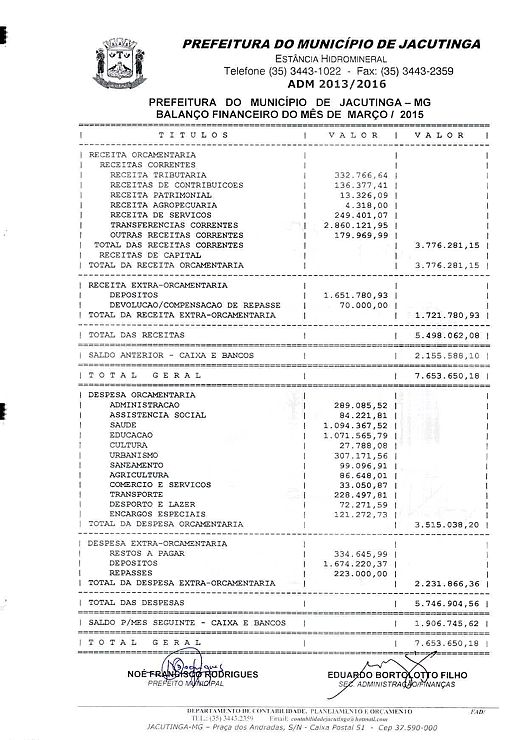 PREFEITURA DO MUNICÍPIO DE JACUTINGA
ESTÂNCIA HIDROMINERAL
Telefone (35) 3443-1022 - Fax: (35) 3443-2359
ADM 2013/2016
PREFEITURA DO MUNICÍPIO DE JACUTINGA – MG
BALANÇO FINANCEIRO DO MÊS DE MARÇO / 2015
| T I T U L O S | V A L O R | V A L O R |
| RECEITA ORCAMENTARIA | | |
| RECEITAS CORRENTES | | |
| RECEITA TRIBUTARIA | 332.766,64 | |
| RECEITAS DE CONTRIBUICOES | 136.377,41 | |
| RECEITA PATRIMONIAL | 13.326,09 | |
| RECEITA AGROPECUARIA | 4.318,00 | |
| RECEITA DE SERVICOS | 249.401,07 | |
| TRANSFERENCIAS CORRENTES | 2.860.121,95 | |
| OUTRAS RECEITAS CORRENTES | 179.969,99 | |
| TOTAL DAS RECEITAS CORRENTES | | 3.776.281,15 |
| RECEITAS DE CAPITAL | | |
| TOTAL DA RECEITA ORCAMENTARIA | | 3.776.281,15 |
| RECEITA EXTRA-ORCAMENTARIA | | |
| DEPOSITOS | 1.651.780,93 | |
| DEVOLUCAO/COMPENSACAO DE REPASSE | 70.000,00 | |
| TOTAL DA RECEITA EXTRA-ORCAMENTARIA | | 1.721.780,93 |
| TOTAL DAS RECEITAS | | 5.498.062,08 |
| SALDO ANTERIOR - CAIXA E BANCOS | | 2.155.588,10 |
| T O T A L G E R A L | | 7.653.650,18 |
| DESPESA ORCAMENTARIA | | |
| ADMINISTRACAO | 289.085,52 | |
| ASSISTENCIA SOCIAL | 84.221,81 | |
| SAUDE | 1.094.367,52 | |
| EDUCACAO | 1.071.565,79 | |
| CULTURA | 27.788,08 | |
| URBANISMO | 307.171,56 | |
| SANEAMENTO | 99.096,91 | |
| AGRICULTURA | 86.648,01 | |
| COMERCIO E SERVICOS | 33.050,87 | |
| TRANSPORTE | 228.497,81 | |
| DESPORTO E LAZER | 72.271,59 | |
| ENCARGOS ESPECIAIS | 121.272,73 | |
| TOTAL DA DESPESA ORCAMENTARIA | | 3.515.038,20 |
| DESPESA EXTRA-ORCAMENTARIA | | |
| RESTOS A PAGAR | 334.645,99 | |
| DEPOSITOS | 1.674.220,37 | |
| REPASSES | 223.000,00 | |
| TOTAL DA DESPESA EXTRA-ORCAMENTARIA | | 2.231.866,36 |
| TOTAL DAS DESPESAS | | 5.746.904,56 |
| SALDO P/MES SEGUINTE - CAIXA E BANCOS | | 1.906.745,62 |
| T O T A L G E R A L | | 7.653.650,18 |
NOÉ FRANCISCO RODRIGUES
PREFEITO MUNICIPAL
EDUARDO BORTOLOTTO FILHO
SEC. ADMINISTRAÇÃO/FINANÇAS
DEPARTAMENTO DE CONTABILIDADE, PLANEJAMENTO E ORÇAMENTO EAD/
TEL.: (35) 3443.2359 Email: contabilidadejacutinga@hotmail.com
JACUTINGA-MG – Praça dos Andradas, S/N - Caixa Postal 51 - Cep 37.590-000